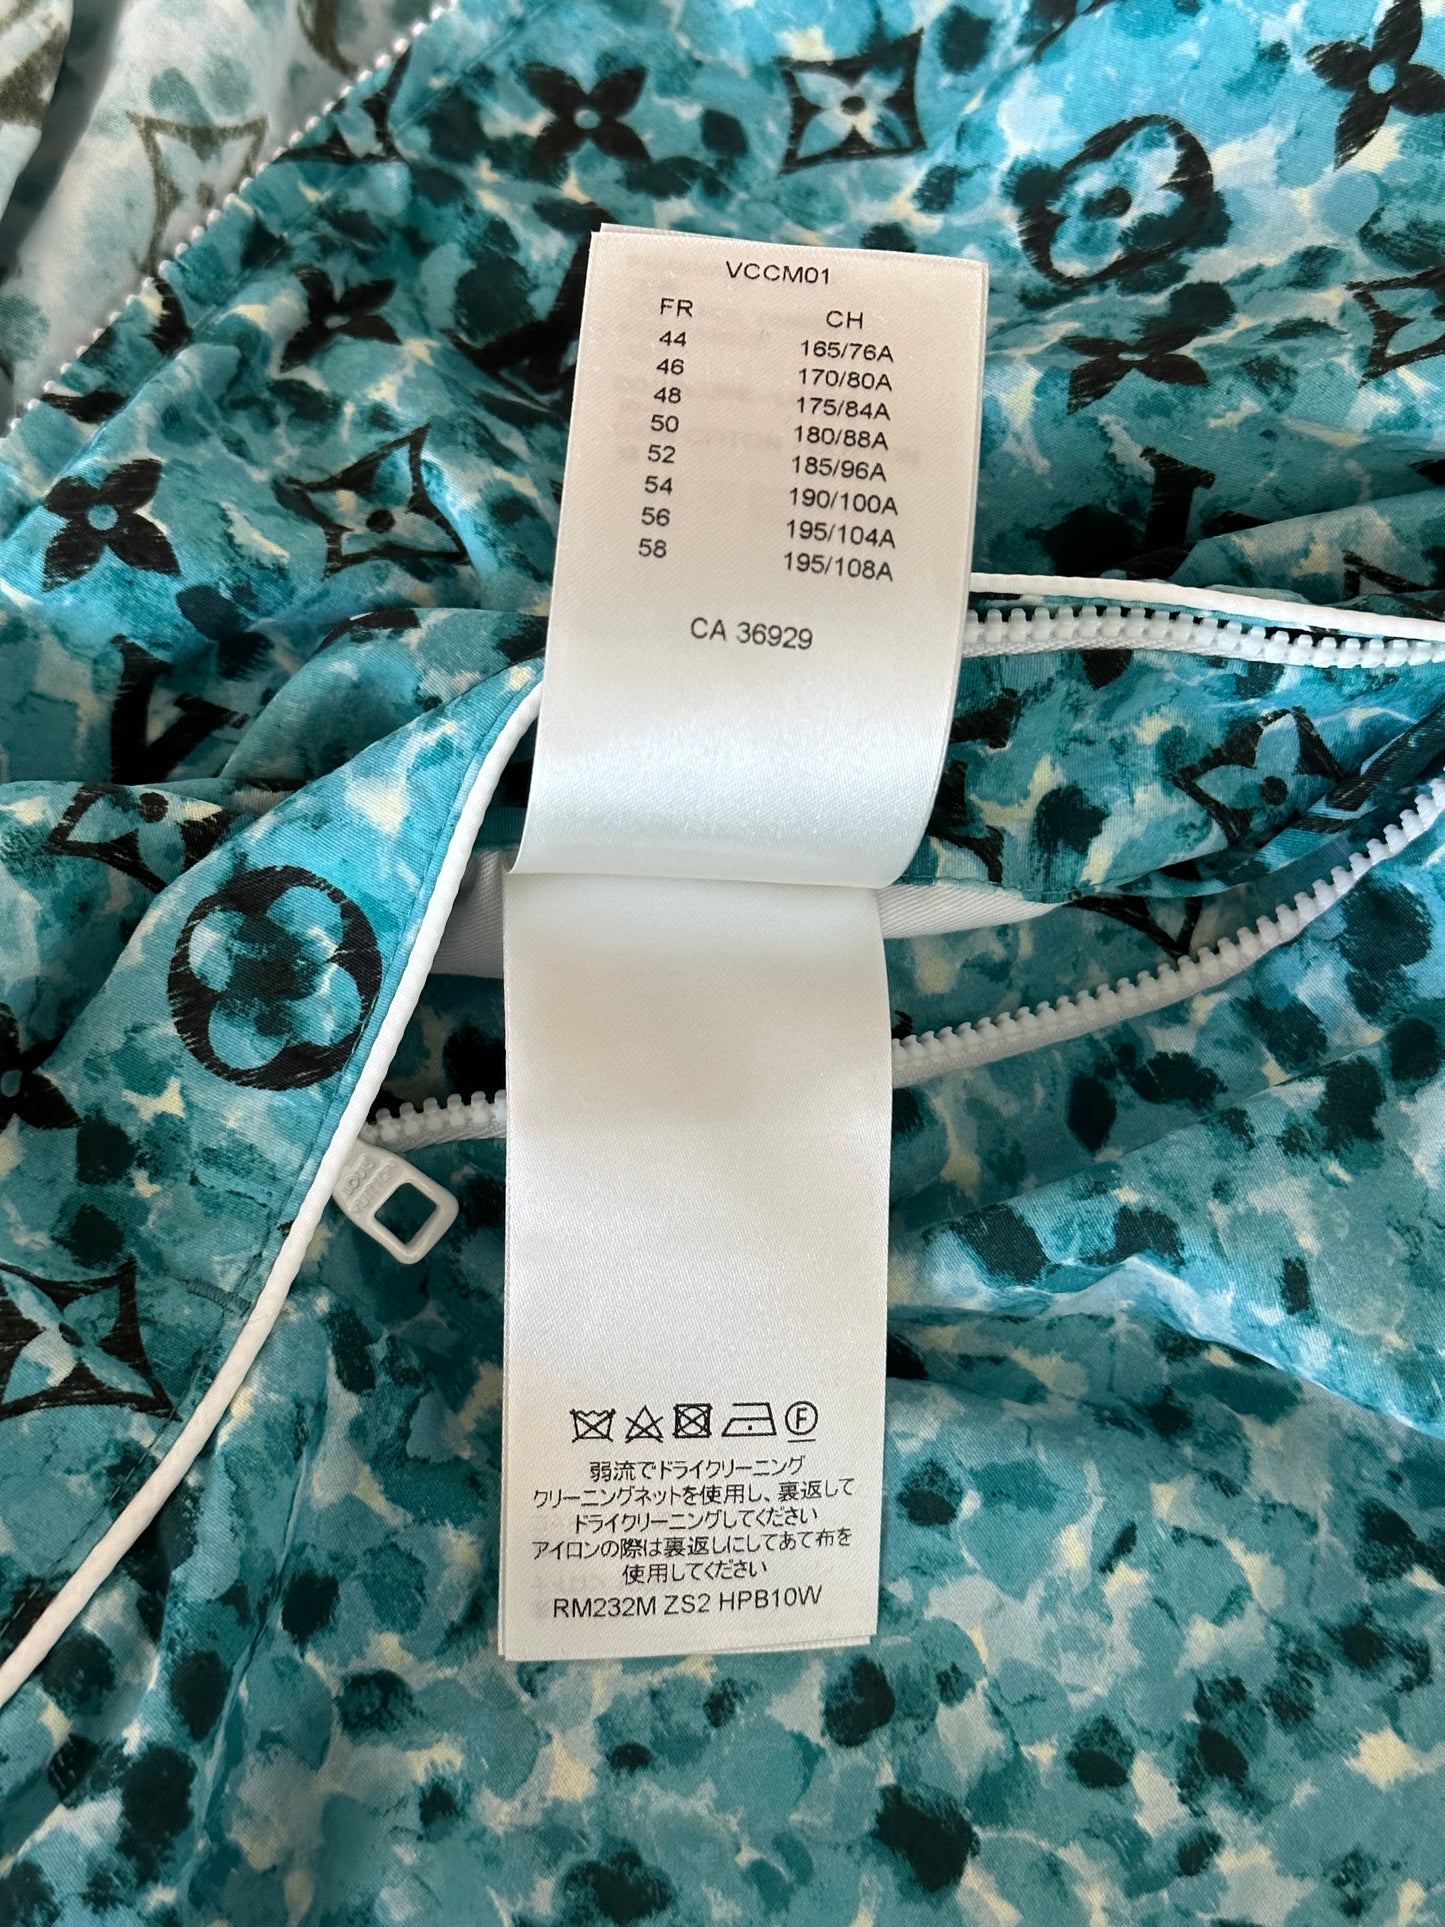 VCCM01
FR CH
44 165/76A
46 170/80A
48 175/84A
50 180/88A
52 185/96A
54 190/100A
56 195/104A
58 195/108A
CA 36929
LOUIS
VUITTON
F
弱流でドライクリーニング
クリーニングネットを使用し、裏返して
ドライクリーニングしてください
アイロンの際は裏返しにしてあて布を
使用してください
RM232M ZS2 HPB10W